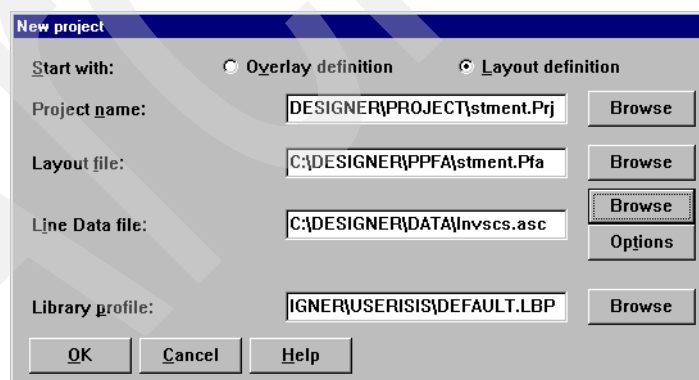 New project
Start with: Overlay definition Layout definition
Project name: DESIGNER\PROJECT\stment.Prj Browse
Layout file: C:\DESIGNER\PPFA\stment.Pfa Browse
Line Data file: C:\DESIGNER\DATA\Invscs.asc Browse
Options
Library profile: IGNER\USERISIS\DEFAULT.LBP Browse
OK Cancel Help